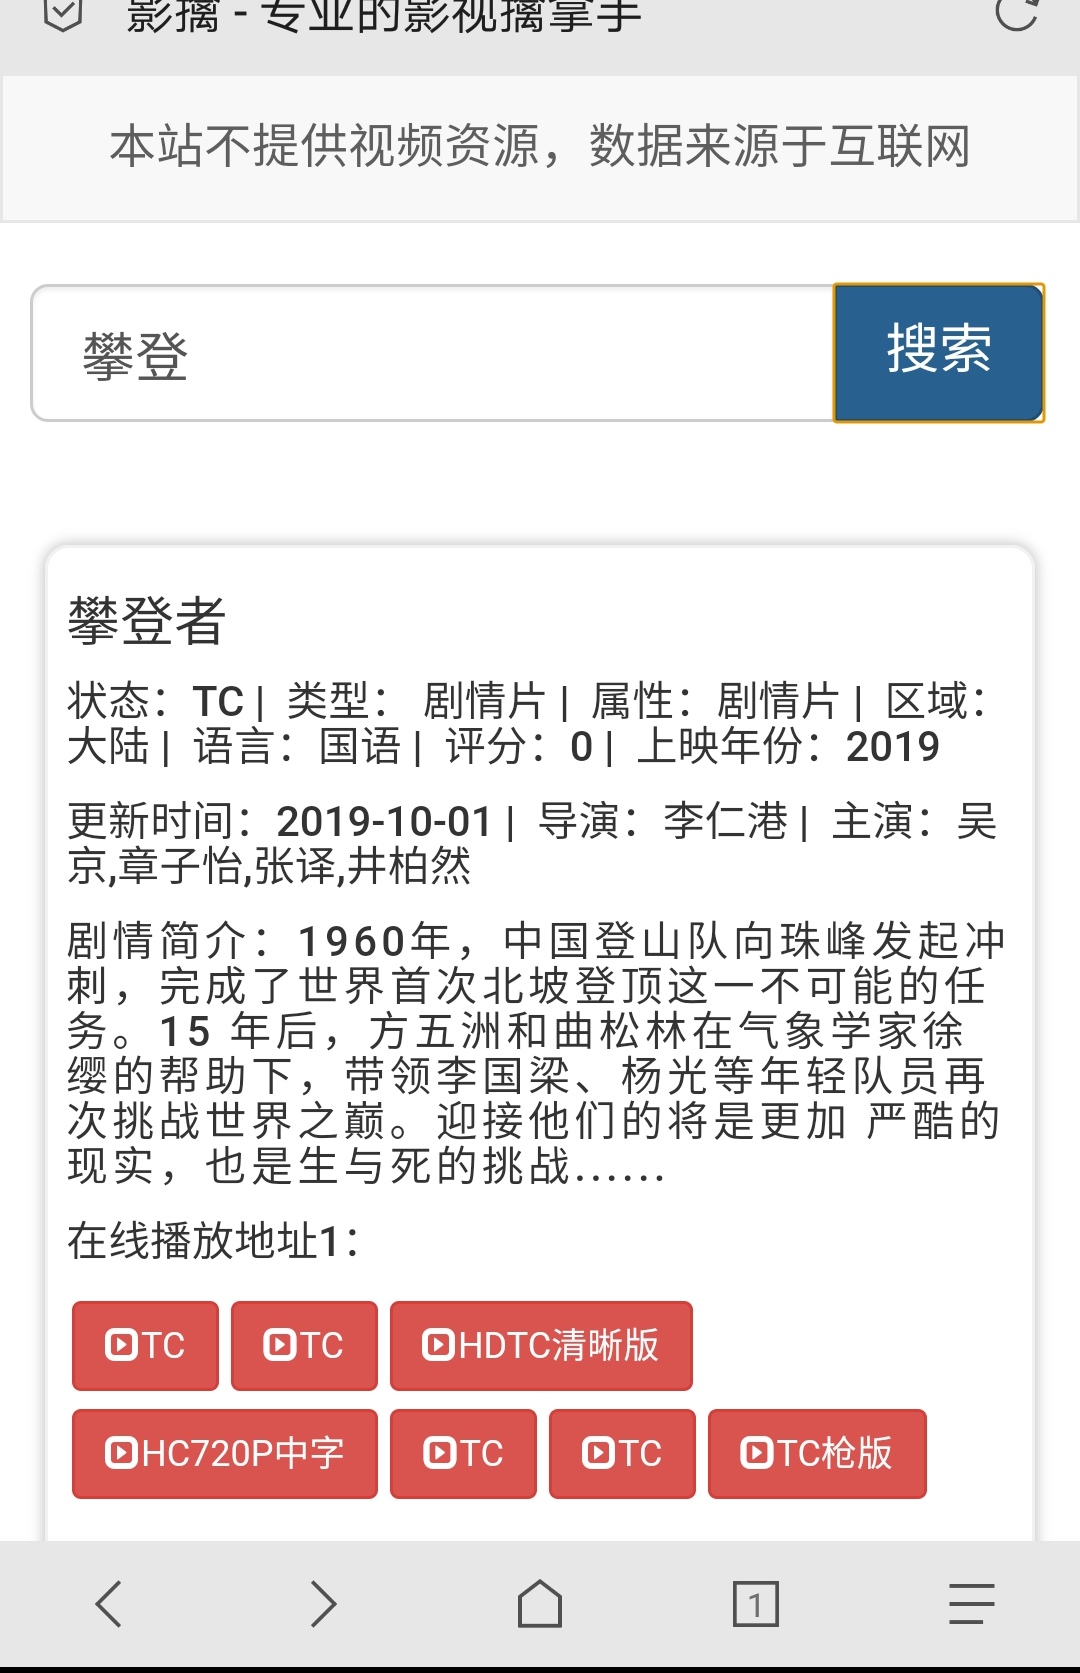 影擒 - 专业的影视擒拿手
本站不提供视频资源，数据来源于互联网
攀登
搜索
攀登者
状态：TC | 类型： 剧情片 | 属性：剧情片 | 区域：
大陆 | 语言：国语 | 评分：0 | 上映年份：2019
更新时间：2019-10-01 | 导演：李仁港 | 主演：吴
京,章子怡,张译,井柏然
剧情简介：1960年，中国登山队向珠峰发起冲
刺，完成了世界首次北坡登顶这一不可能的任
务。15 年后，方五洲和曲松林在气象学家徐
缨的帮助下，带领李国梁、杨光等年轻队员再
次挑战世界之巅。迎接他们的将是更加 严酷的
现实，也是生与死的挑战……
在线播放地址1：
TC TC HDTC清晰版
HC720P中字 TC TC TC枪版
1